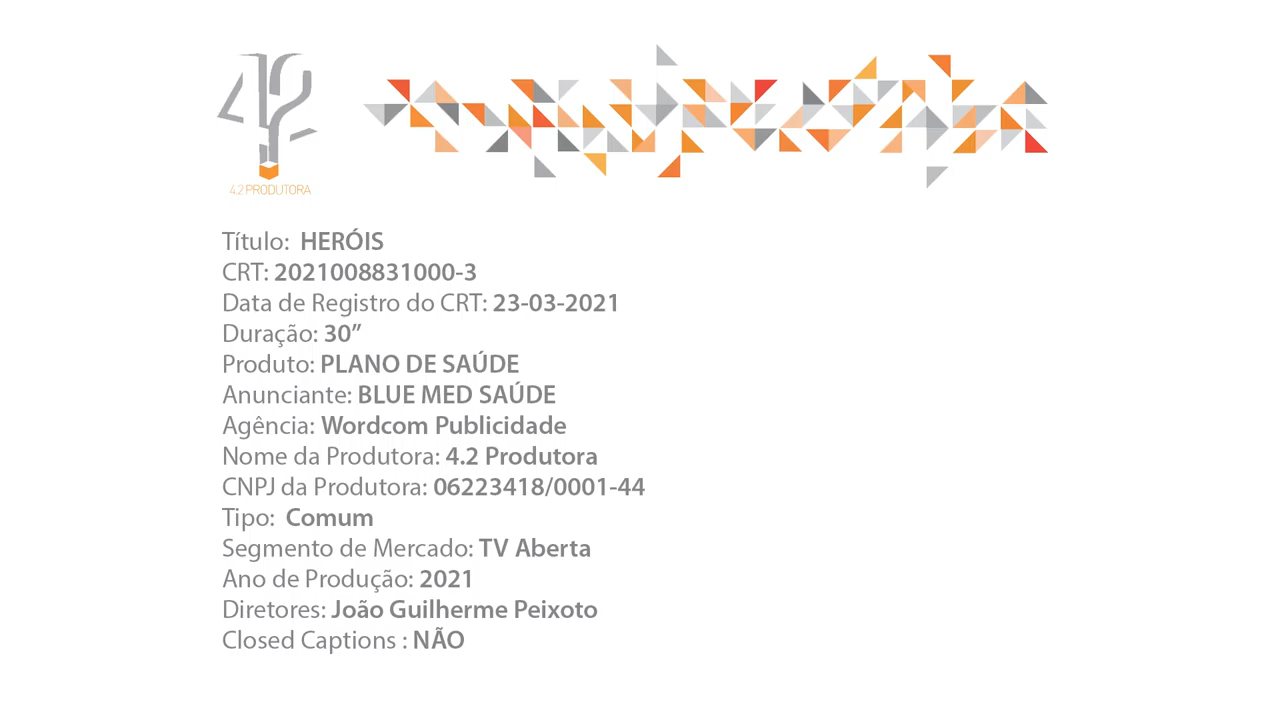 42
4.2 PRODUTORA
Título: HERÓIS
CRT: 2021008831000-3
Data de Registro do CRT: 23-03-2021
Duração: 30”
Produto: PLANO DE SAÚDE
Anunciante: BLUE MED SAÚDE
Agência: Wordcom Publicidade
Nome da Produtora: 4.2 Produtora
CNPJ da Produtora: 06223418/0001-44
Tipo: Comum
Segmento de Mercado: TV Aberta
Ano de Produção: 2021
Diretores: João Guilherme Peixoto
Closed Captions : NÃO